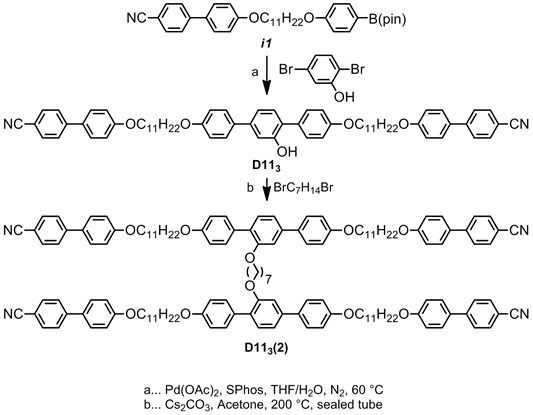 NC OC₁₁H₂₂O B(pin)
i1
a Br Br
OH
NC OC₁₁H₂₂O OC₁₁H₂₂O CN
OH
D11₃
b BrC₇H₁₄Br
NC OC₁₁H₂₂O OC₁₁H₂₂O CN
O
( )₇
O
NC OC₁₁H₂₂O OC₁₁H₂₂O CN
D11₃(2)
a... Pd(OAc)₂, SPhos, THF/H₂O, N₂, 60 °C
b... Cs₂CO₃, Acetone, 200 °C, sealed tube